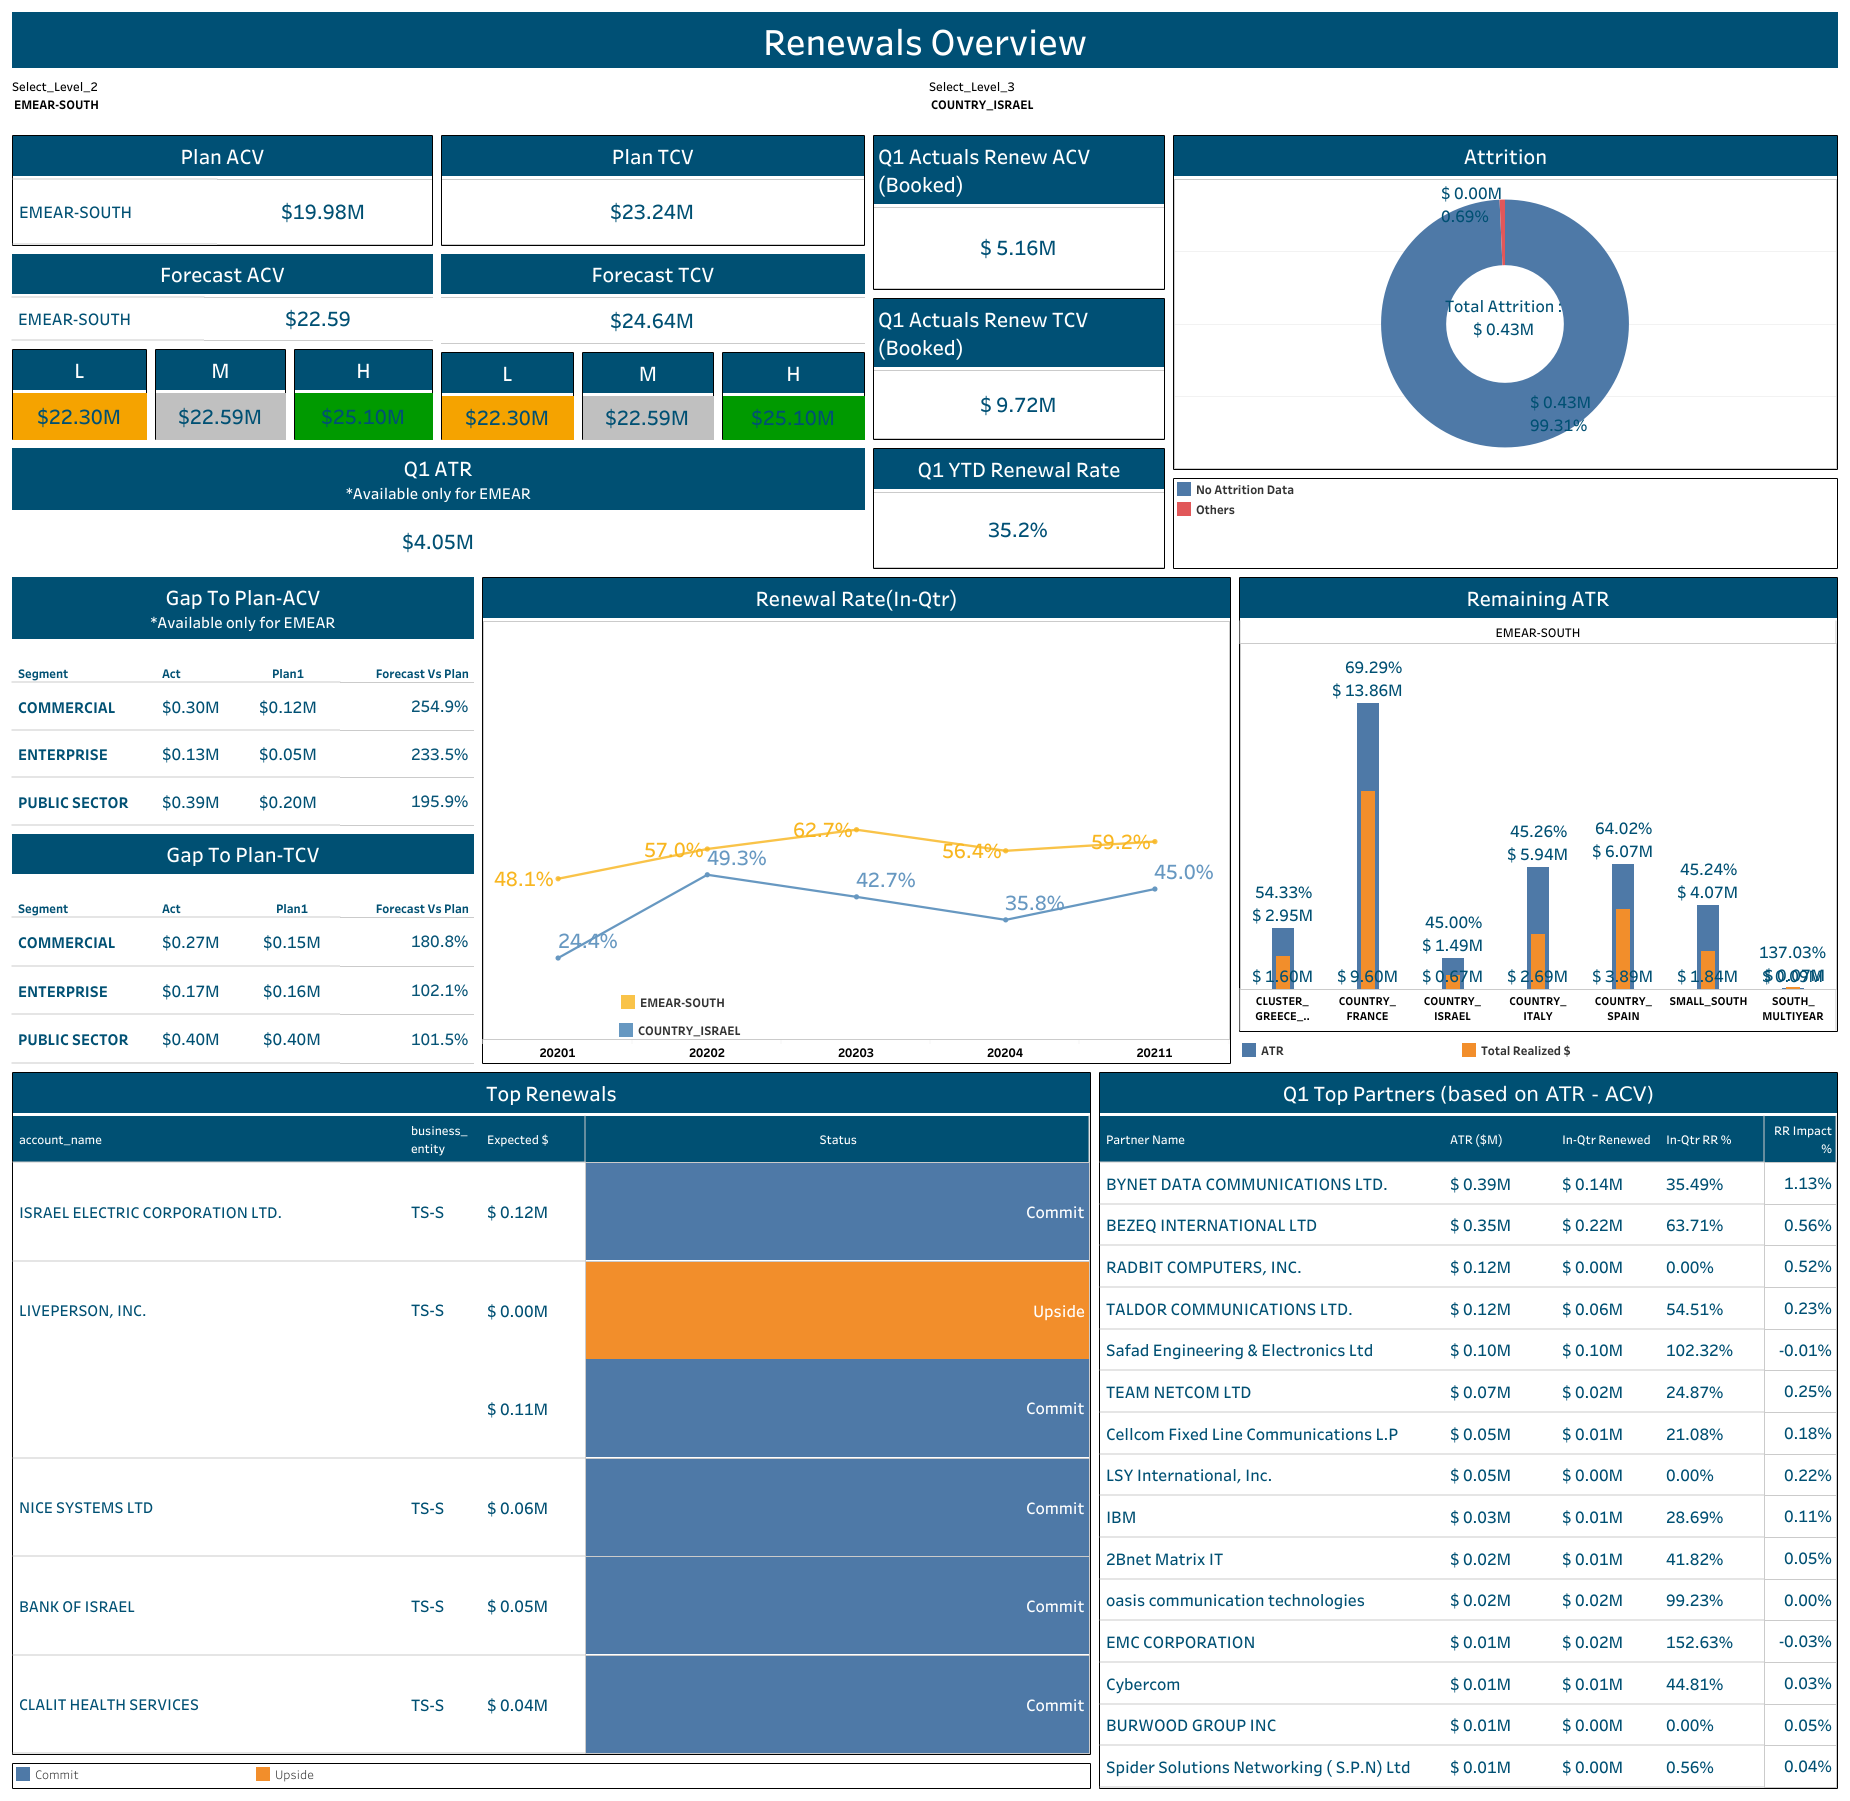 Renewals Overview
Select_Level_2
EMEAR-SOUTH
Select_Level_3
COUNTRY_ISRAEL
Plan ACV
EMEAR-SOUTH $19.98M
Plan TCV
$23.24M
Forecast ACV
EMEAR-SOUTH $22.59
Forecast TCV
$24.64M
L M H
$22.30M $22.59M $25.10M
L M H
$22.30M $22.59M $25.10M
Q1 Actuals Renew ACV
(Booked)
$ 5.16M
Q1 Actuals Renew TCV
(Booked)
$ 9.72M
Q1 ATR
*Available only for EMEAR
$4.05M
Q1 YTD Renewal Rate
35.2%
Attrition
$ 0.00M
0.69%
Total Attrition :
$ 0.43M
$ 0.43M
99.31%
No Attrition Data
Others
Gap To Plan-ACV
*Available only for EMEAR
Segment Act Plan1 Forecast Vs Plan
COMMERCIAL $0.30M $0.12M 254.9%
ENTERPRISE $0.13M $0.05M 233.5%
PUBLIC SECTOR $0.39M $0.20M 195.9%
Gap To Plan-TCV
Segment Act Plan1 Forecast Vs Plan
COMMERCIAL $0.27M $0.15M 180.8%
ENTERPRISE $0.17M $0.16M 102.1%
PUBLIC SECTOR $0.40M $0.40M 101.5%
Renewal Rate(In-Qtr)
48.1% 57.0% 62.7% 56.4% 59.2%
24.4% 49.3% 42.7% 35.8% 45.0%
EMEAR-SOUTH
COUNTRY_ISRAEL
20201 20202 20203 20204 20211
Remaining ATR
EMEAR-SOUTH
54.33%
$ 2.95M
$ 1.60M
CLUSTER_
GREECE_..
69.29%
$ 13.86M
$ 9.60M
COUNTRY_
FRANCE
45.00%
$ 1.49M
$ 0.67M
COUNTRY_
ISRAEL
45.26%
$ 5.94M
$ 2.69M
COUNTRY_
ITALY
64.02%
$ 6.07M
$ 3.89M
COUNTRY_
SPAIN
45.24%
$ 4.07M
$ 1.84M
SMALL_SOUTH
137.03%
SOUTH_
MULTIYEAR
ATR
Total Realized $
Top Renewals
account_name business_ entity Expected $ Status
ISRAEL ELECTRIC CORPORATION LTD. TS-S $ 0.12M Commit
LIVEPERSON, INC. TS-S $ 0.00M Upside
$ 0.11M Commit
NICE SYSTEMS LTD TS-S $ 0.06M Commit
BANK OF ISRAEL TS-S $ 0.05M Commit
CLALIT HEALTH SERVICES TS-S $ 0.04M Commit
Commit Upside
Q1 Top Partners (based on ATR - ACV)
Partner Name ATR ($M) In-Qtr Renewed In-Qtr RR % RR Impact %
BYNET DATA COMMUNICATIONS LTD. $ 0.39M $ 0.14M 35.49% 1.13%
BEZEQ INTERNATIONAL LTD $ 0.35M $ 0.22M 63.71% 0.56%
RADBIT COMPUTERS, INC. $ 0.12M $ 0.00M 0.00% 0.52%
TALDOR COMMUNICATIONS LTD. $ 0.12M $ 0.06M 54.51% 0.23%
Safad Engineering & Electronics Ltd $ 0.10M $ 0.10M 102.32% -0.01%
TEAM NETCOM LTD $ 0.07M $ 0.02M 24.87% 0.25%
Cellcom Fixed Line Communications L.P $ 0.05M $ 0.01M 21.08% 0.18%
LSY International, Inc. $ 0.05M $ 0.00M 0.00% 0.22%
IBM $ 0.03M $ 0.01M 28.69% 0.11%
2Bnet Matrix IT $ 0.02M $ 0.01M 41.82% 0.05%
oasis communication technologies $ 0.02M $ 0.02M 99.23% 0.00%
EMC CORPORATION $ 0.01M $ 0.02M 152.63% -0.03%
Cybercom $ 0.01M $ 0.01M 44.81% 0.03%
BURWOOD GROUP INC $ 0.01M $ 0.00M 0.00% 0.05%
Spider Solutions Networking ( S.P.N) Ltd $ 0.01M $ 0.00M 0.56% 0.04%